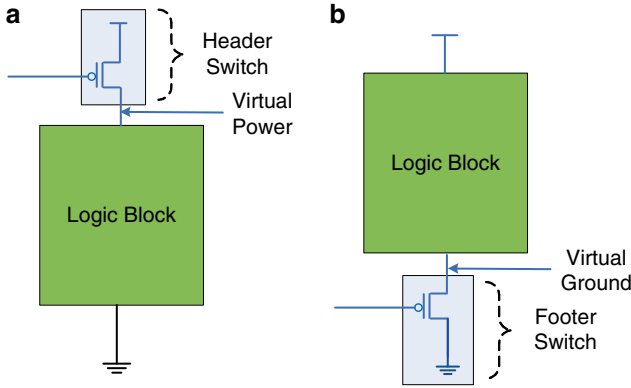 a
Header
Switch
Virtual
Power
Logic Block
b
Logic Block
Virtual
Ground
Footer
Switch